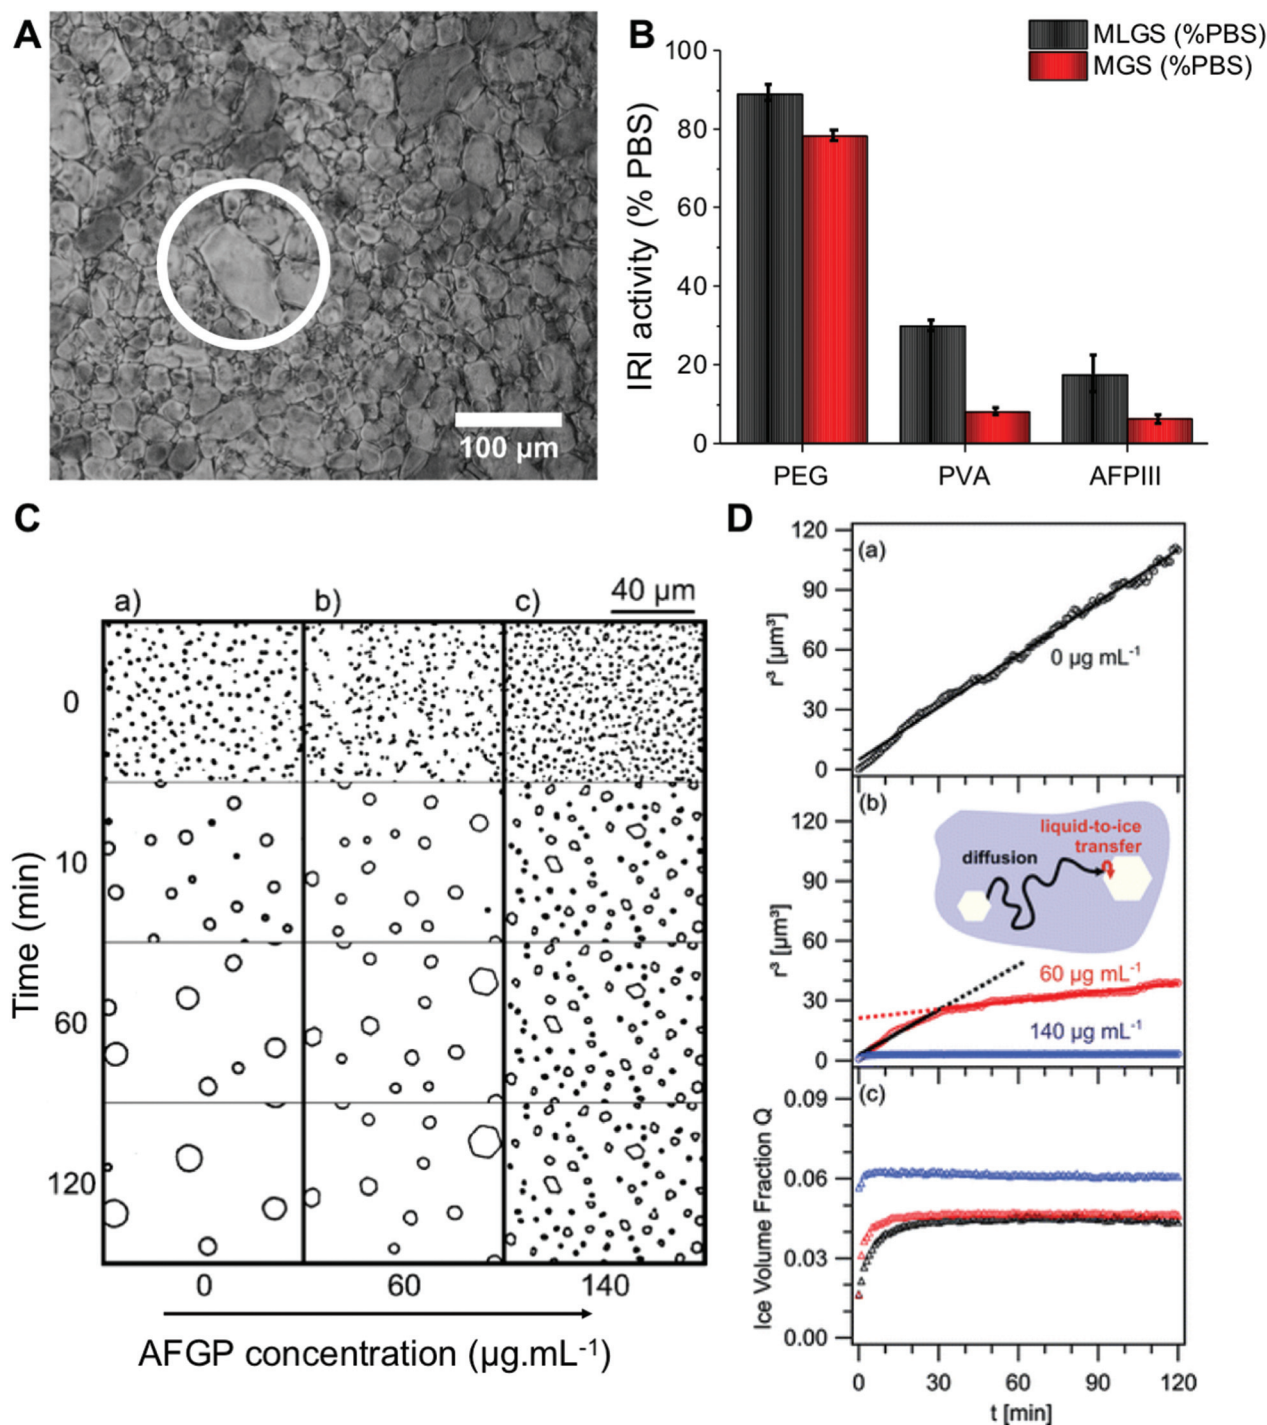 A
100 µm
B
MLGS (%PBS)
MGS (%PBS)
IRI activity (% PBS)
100
80
60
40
20
0
PEG PVA AFPIII
C
a) b) c) 40 µm
Time (min)
0
10
60
120
0 60 140
AFGP concentration (µg.mL⁻¹)
D
(a)
r³ [µm³]
120
90
60
30
0
0 µg mL⁻¹
(b)
r³ [µm³]
120
90
60
30
0
liquid-to-ice
transfer
diffusion
60 µg mL⁻¹
140 µg mL⁻¹
(c)
Ice Volume Fraction Q
0.09
0.06
0.03
0.00
0 30 60 90 120
t [min]